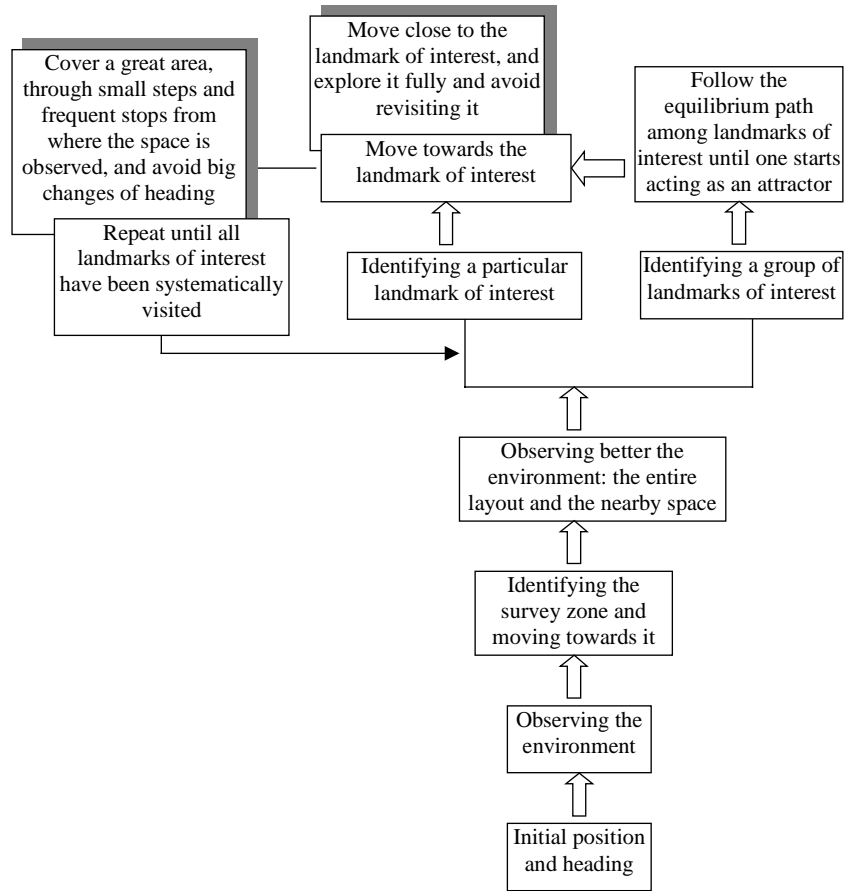 Cover a great area,
through small steps and
frequent stops from
where the space is
observed, and avoid big
changes of heading
Repeat until all
landmarks of interest
have been systematically
visited
Move close to the
landmark of interest, and
explore it fully and avoid
revisiting it
Move towards the
landmark of interest
Follow the
equilibrium path
among landmarks of
interest until one starts
acting as an attractor
Identifying a particular
landmark of interest
Identifying a group of
landmarks of interest
Observing better the
environment: the entire
layout and the nearby space
Identifying the
survey zone and
moving towards it
Observing the
environment
Initial position
and heading